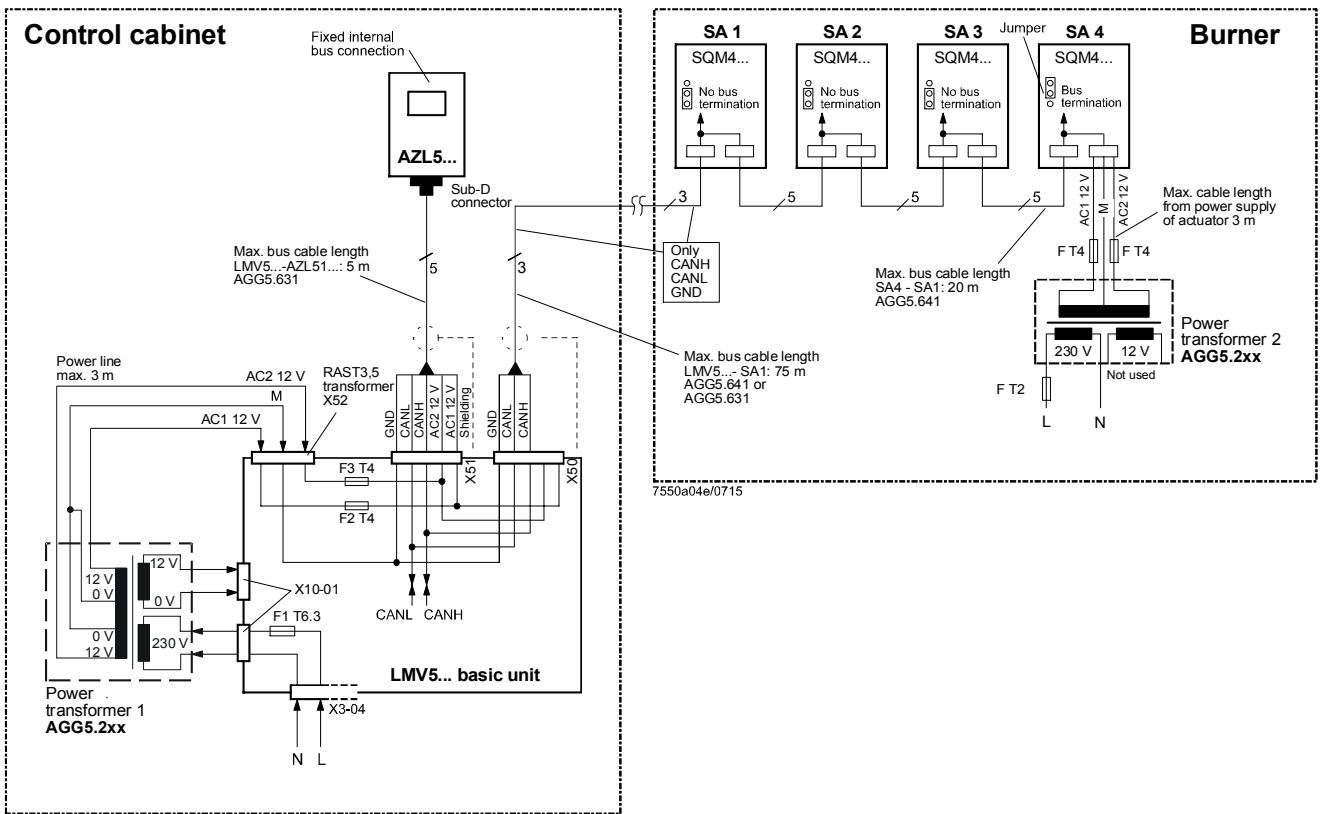 Control cabinet
Fixed internal
bus connection
AZL5...
Sub-D
connector
Max. bus cable length
LMV5...-AZL51...: 5 m
AGG5.631
5
3
Only
CANH
CANL
GND
Max. bus cable length
LMV5...- SA1: 75 m
AGG5.641 or
AGG5.631
Power line
max. 3 m
AC2 12 V
M
AC1 12 V
RAST3,5
transformer
X52
GND
CANL
CANH
AC2 12 V
AC1 12 V
Shielding
X51
GND
CANL
CANH
X50
F3 T4
F2 T4
12 V
0 V
0 V
12 V
12 V
0 V
230 V
X10-01
F1 T6.3
CANL
CANH
LMV5... basic unit
X3-04
N
L
Power
transformer 1
AGG5.2xx
Burner
SA 1
SQM4...
No bus
termination
SA 2
SQM4...
No bus
termination
SA 3
SQM4...
No bus
termination
Jumper
SA 4
SQM4...
Bus
termination
3
5
5
5
Max. bus cable length
SA4 - SA1: 20 m
AGG5.641
AC1 12 V
M
AC2 12 V
Max. cable length
from power supply
of actuator 3 m
F T4
F T4
230 V
12 V
Not used
Power
transformer 2
AGG5.2xx
F T2
L
N
7550a04e/0715